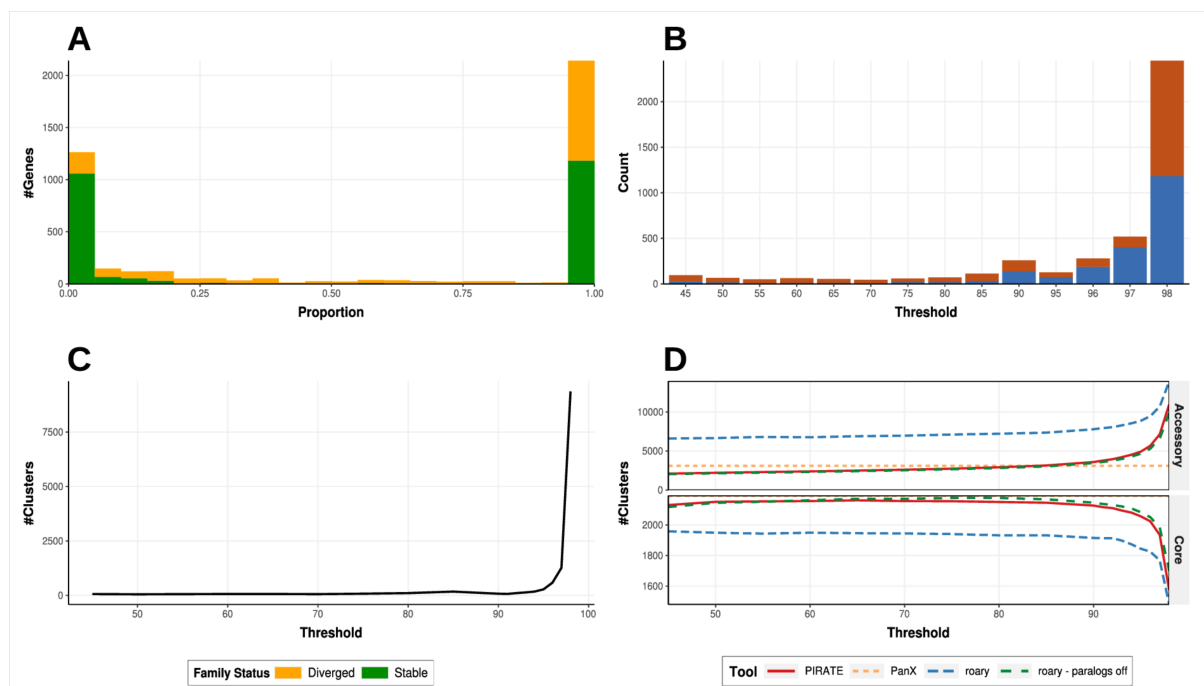 A
#Genes
2000
1500
1000
500
0
0.00 0.25 0.50 0.75 1.00
Proportion
B
Count
2000
1500
1000
500
0
45 50 55 60 65 70 75 80 85 90 95 96 97 98
Threshold
C
#Clusters
7500
5000
2500
0
50 60 70 80 90 100
Threshold
D
#Clusters
10000
5000
0
Accessory
2000
1800
1600
Core
50 60 70 80 90
Threshold
Family Status Diverged Stable
Tool PIRATE PanX roary roary - paralogs off